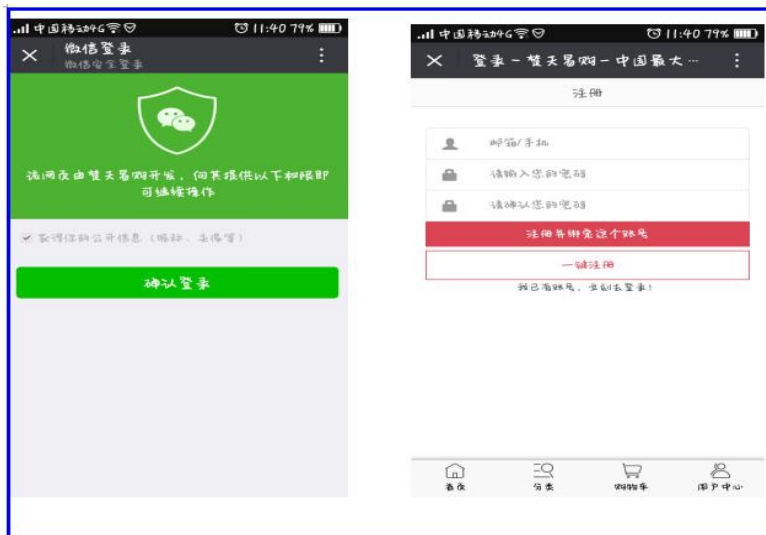 中国移动4G 11:40 79%
微信登录
微信安全登录
该网页由楚天易购开发，向其提供以下权限即
可继续操作
获得你的公开信息（昵称、头像等）
确认登录
中国移动4G 11:40 79%
登录-楚天易购-中国最大…
注册
邮箱/手机
请输入您的密码
请确认您的密码
注册并绑定这个账号
一键注册
我已有账号，立刻去登录！
首页 分类 购物车 用户中心